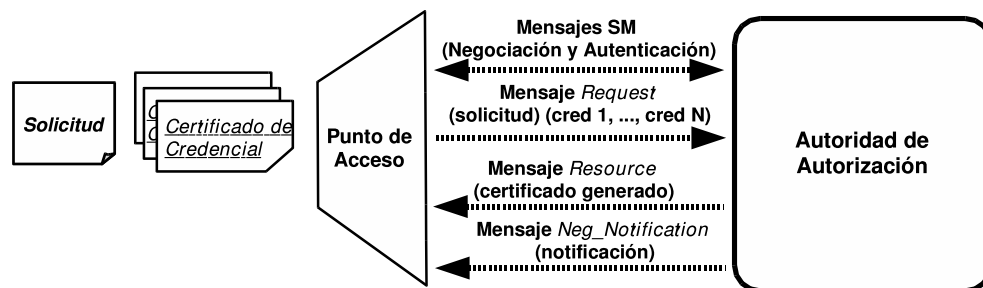 Solicitud
C
C
Certificado de
Credencial
Punto de
Acceso
Mensajes SM
(Negociación y Autenticación)
Mensaje Request
(solicitud) (cred 1, ..., cred N)
Mensaje Resource
(certificado generado)
Mensaje Neg_Notification
(notificación)
Autoridad de
Autorización